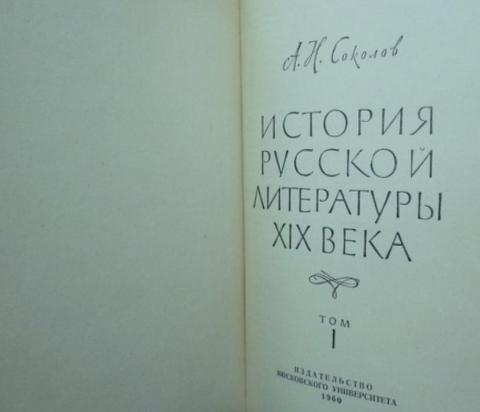 А. Н. Соколов
ИСТОРИЯ
РУССКОЙ
ЛИТЕРАТУРЫ
XIX ВЕКА
ТОМ
I
ИЗДАТЕЛЬСТВО
МОСКОВСКОГО УНИВЕРСИТЕТА
1960